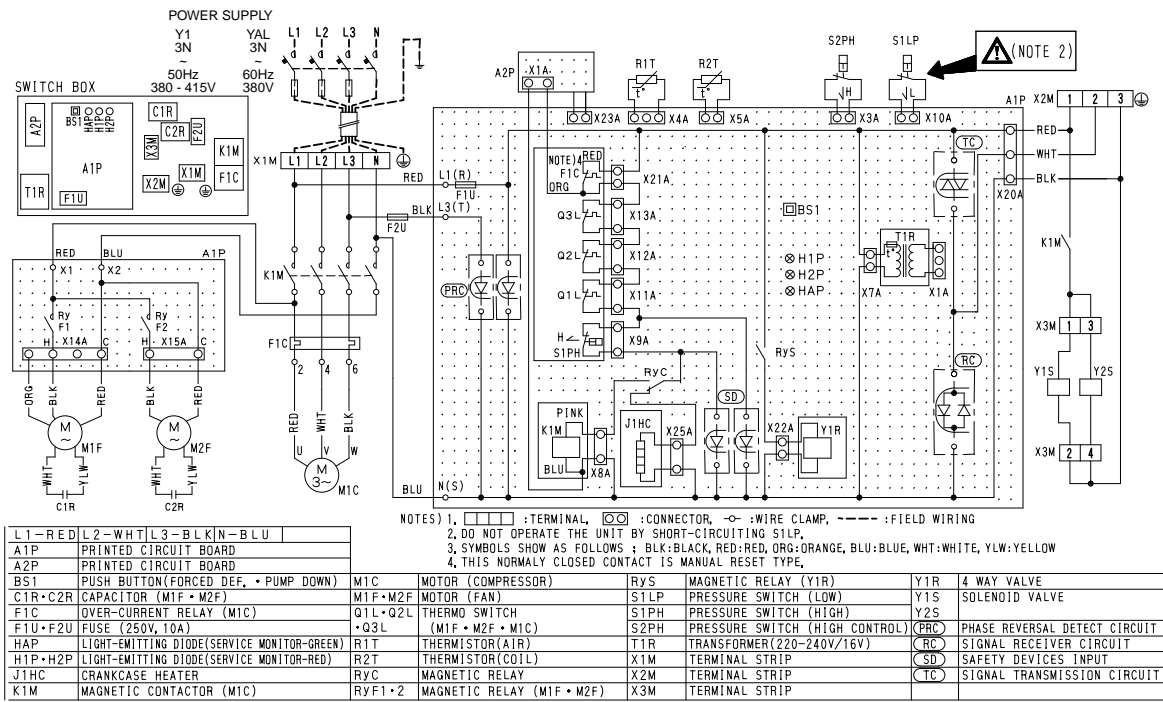 POWER SUPPLY
Y1 YAL
3N 3N
~ ~
50Hz 60Hz
380 - 415V 380V
L1 L2 L3 N
SWITCH BOX
A2P
BS1
HAP
H1P
H2P
A1P
C1R
C2R
F2U
X3M
X2M
X1M
K1M
F1C
T1R
F1U
X1M L1 L2 L3 N
RED L1(R)
F1U
BLK L3(T)
F2U
RED BLU A1P
X1 X2
Ry F1
Ry F2
H X14A C
H X15A C
ORG BLK RED BLK RED
M ~ M1F
M ~ M2F
WHT YLW WHT YLW
C1R C2R
K1M
F1C
2 4 6
RED WHT BLK
U V W
M 3~ M1C
BLU N(S)
PRC
A2P X1A
X23A
R1T
t°
X4A
R2T
t°
X5A
S2PH
H
X3A
S1LP
L
X10A
(NOTE 2)
A1P X2M 1 2 3
RED
WHT
BLK
X20A
NOTE)4 RED
F1C
ORG
X21A
Q3L X13A
Q2L X12A
Q1L X11A
H S1PH X9A
BS1
H1P
H2P
HAP
T1R
X7A X1A
TC
RC
RyS
RyC
SD
PINK
K1M
BLU X8A
J1HC X25A
X22A Y1R
K1M
X3M 1 3
Y1S Y2S
X3M 2 4
NOTES) 1. :TERMINAL, :CONNECTOR, :WIRE CLAMP, :FIELD WIRING
2. DO NOT OPERATE THE UNIT BY SHORT-CIRCUITING S1LP.
3. SYMBOLS SHOW AS FOLLOWS ; BLK:BLACK, RED:RED, ORG:ORANGE, BLU:BLUE, WHT:WHITE, YLW:YELLOW
4. THIS NORMALY CLOSED CONTACT IS MANUAL RESET TYPE.
L1-RED L2-WHT L3-BLK N-BLU
A1P PRINTED CIRCUIT BOARD
A2P PRINTED CIRCUIT BOARD
BS1 PUSH BUTTON(FORCED DEF. • PUMP DOWN) M1C MOTOR (COMPRESSOR) RyS MAGNETIC RELAY (Y1R) Y1R 4 WAY VALVE
C1R•C2R CAPACITOR (M1F • M2F) M1F•M2F MOTOR (FAN) S1LP PRESSURE SWITCH (LOW) Y1S SOLENOID VALVE
F1C OVER-CURRENT RELAY (M1C) Q1L•Q2L THERMO SWITCH S1PH PRESSURE SWITCH (HIGH) Y2S
F1U•F2U FUSE (250V, 10A) •Q3L (M1F • M2F • M1C) S2PH PRESSURE SWITCH (HIGH CONTROL) PRC PHASE REVERSAL DETECT CIRCUIT
HAP LIGHT-EMITTING DIODE(SERVICE MONITOR-GREEN) R1T THERMISTOR(AIR) T1R TRANSFORMER(220-240V/16V) RC SIGNAL RECEIVER CIRCUIT
H1P•H2P LIGHT-EMITTING DIODE(SERVICE MONITOR-RED) R2T THERMISTOR(COIL) X1M TERMINAL STRIP SD SAFETY DEVICES INPUT
J1HC CRANKCASE HEATER RyC MAGNETIC RELAY X2M TERMINAL STRIP TC SIGNAL TRANSMISSION CIRCUIT
K1M MAGNETIC CONTACTOR (M1C) RyF1•2 MAGNETIC RELAY (M1F • M2F) X3M TERMINAL STRIP